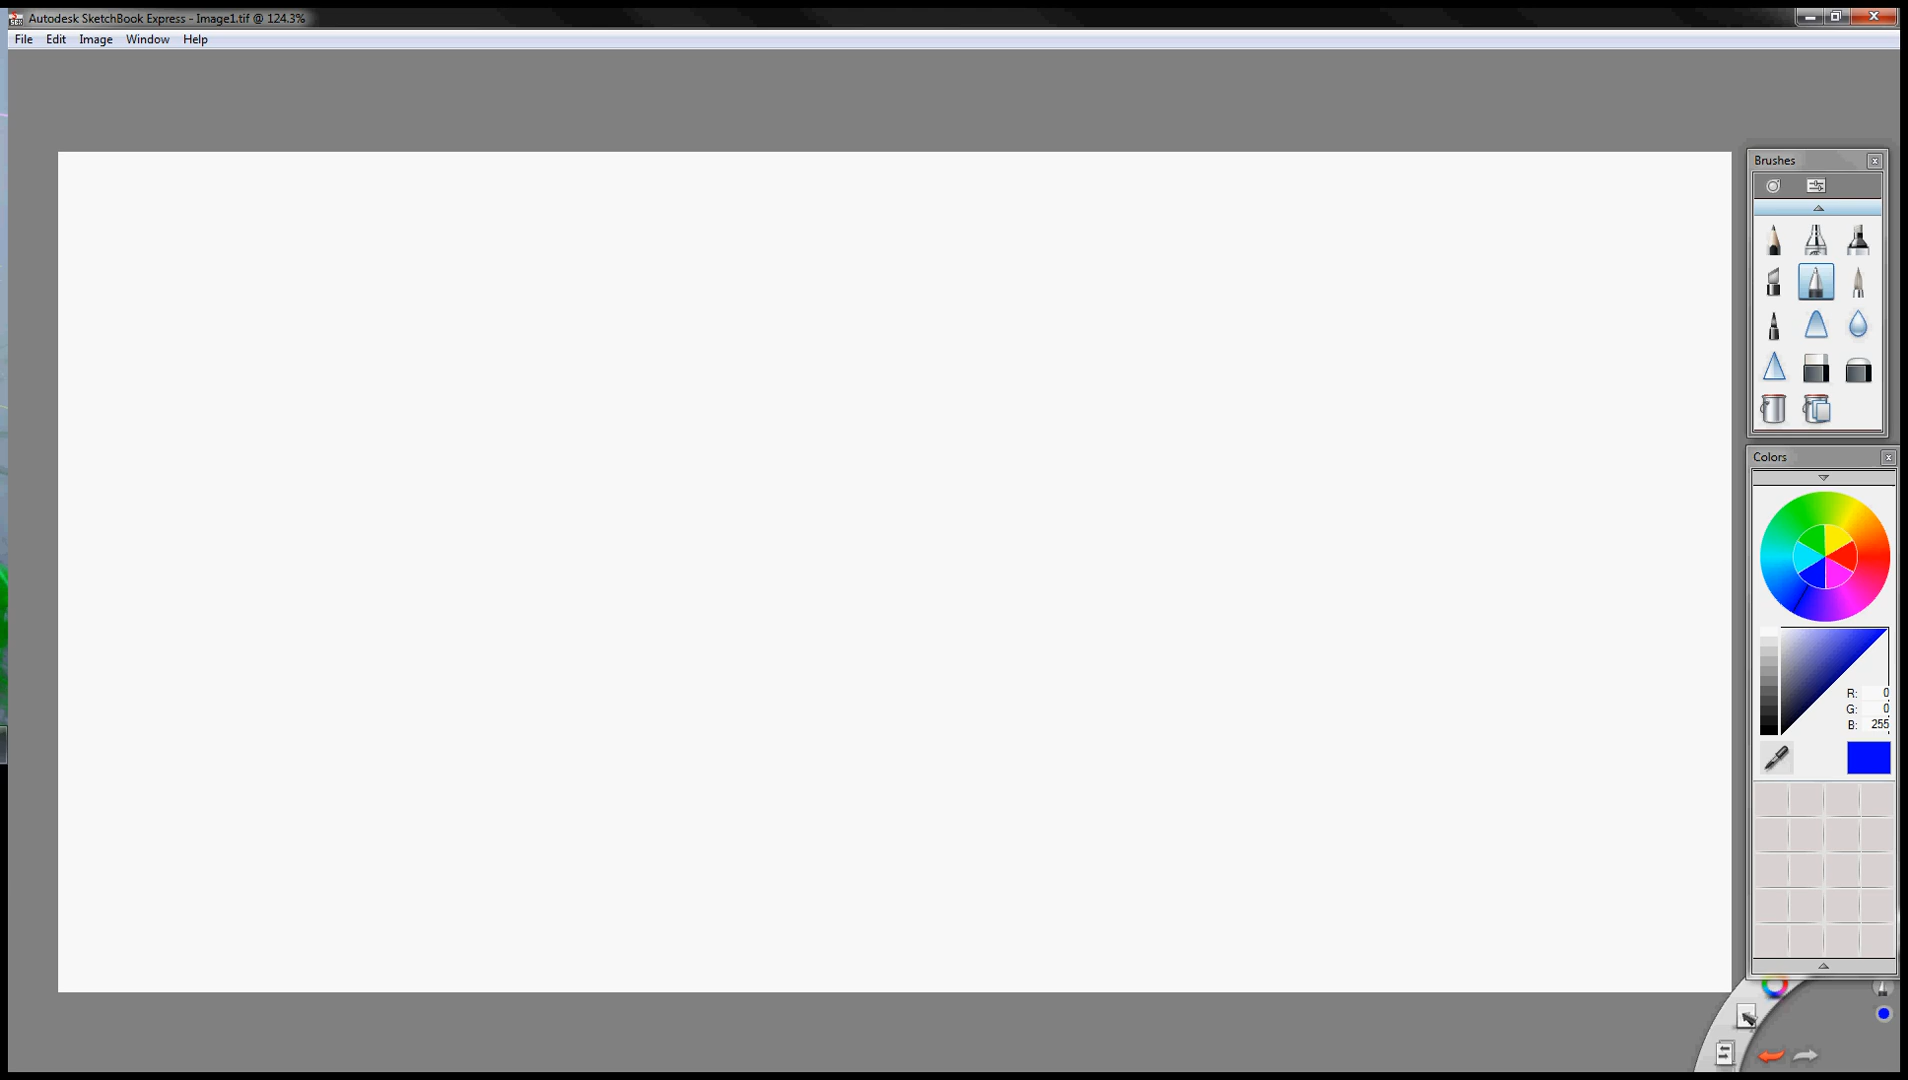 Autodesk SketchBook Express - Image1.tif @ 124.3%
File Edit Image Window Help
Brushes
Colors
R: 0
G: 0
B: 255